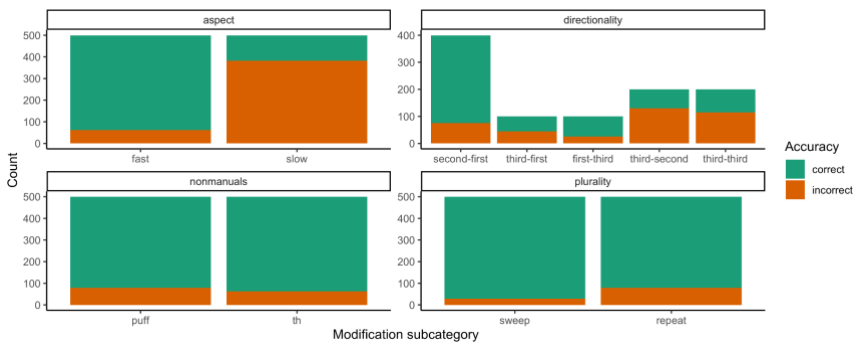 aspect
directionality
500
400
300
200
100
0
400
300
200
100
0
fast
slow
second-first
third-first
first-third
third-second
third-third
Count
Accuracy
correct
incorrect
nonmanuals
plurality
500
400
300
200
100
0
500
400
300
200
100
0
puff
th
sweep
repeat
Modification subcategory